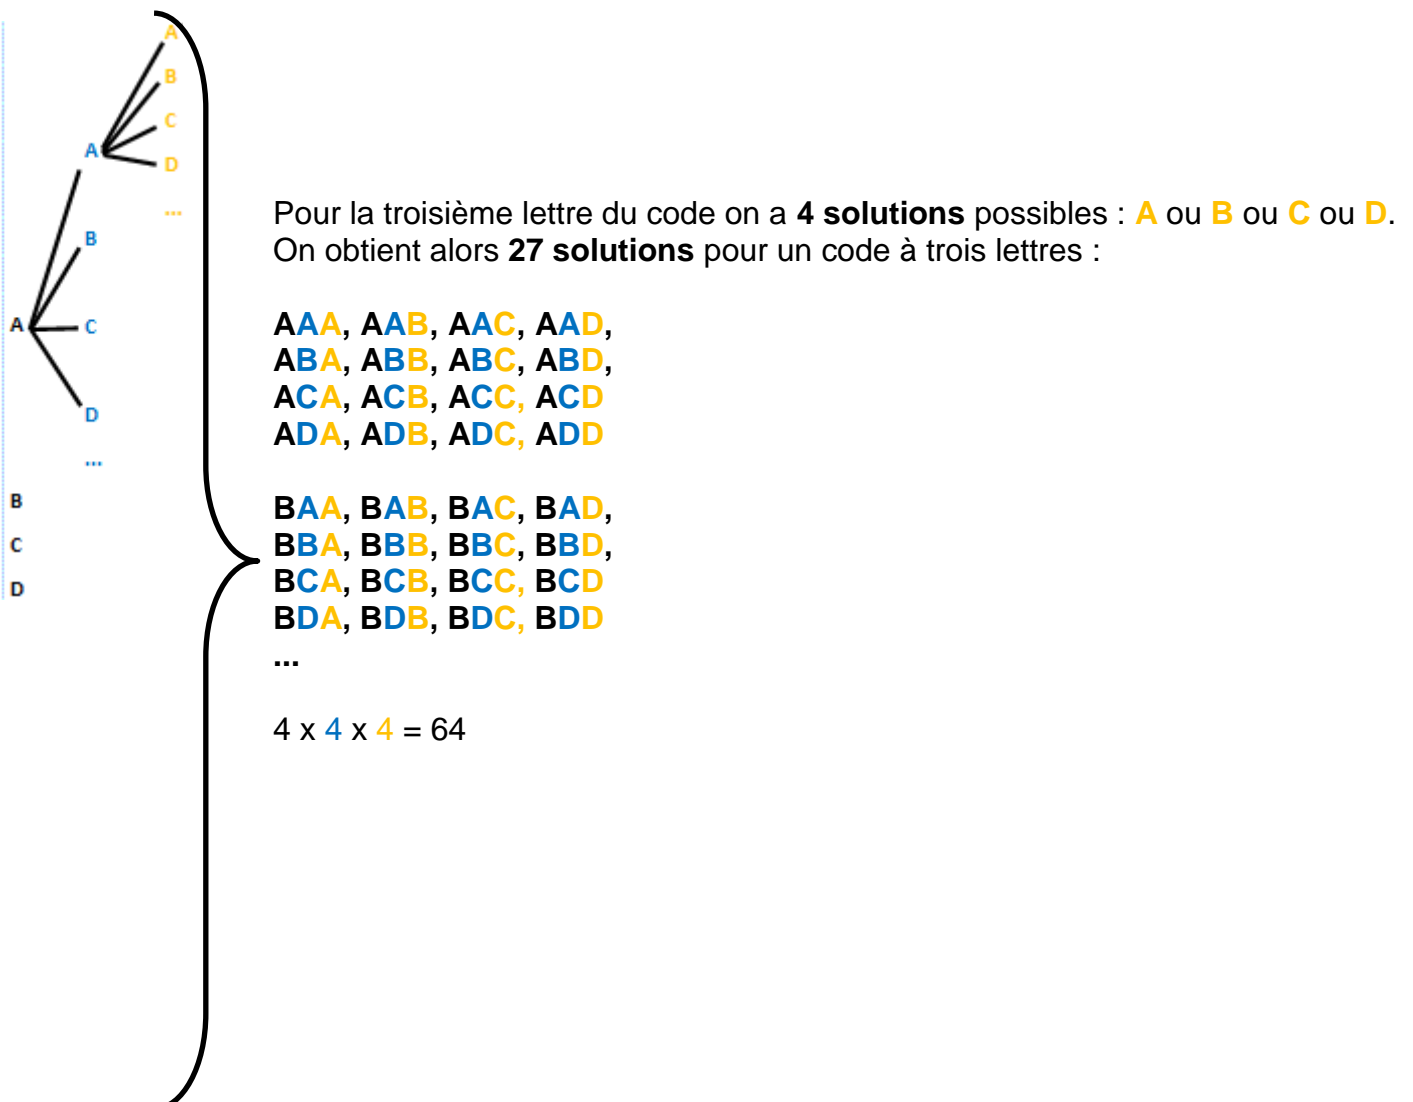 A
B
C
A
D
...
B
A
C
D
...
B
C
D
Pour la troisième lettre du code on a 4 solutions possibles : A ou B ou C ou D.
On obtient alors 27 solutions pour un code à trois lettres :
AAA, AAB, AAC, AAD,
ABA, ABB, ABC, ABD,
ACA, ACB, ACC, ACD
ADA, ADB, ADC, ADD
BAA, BAB, BAC, BAD,
BBA, BBB, BBC, BBD,
BCA, BCB, BCC, BCD
BDA, BDB, BDC, BDD
...
4 x 4 x 4 = 64